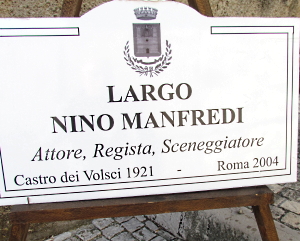 LARGO
NINO MANFREDI
Attore, Regista, Sceneggiatore
Castro dei Volsci 1921 - Roma 2004